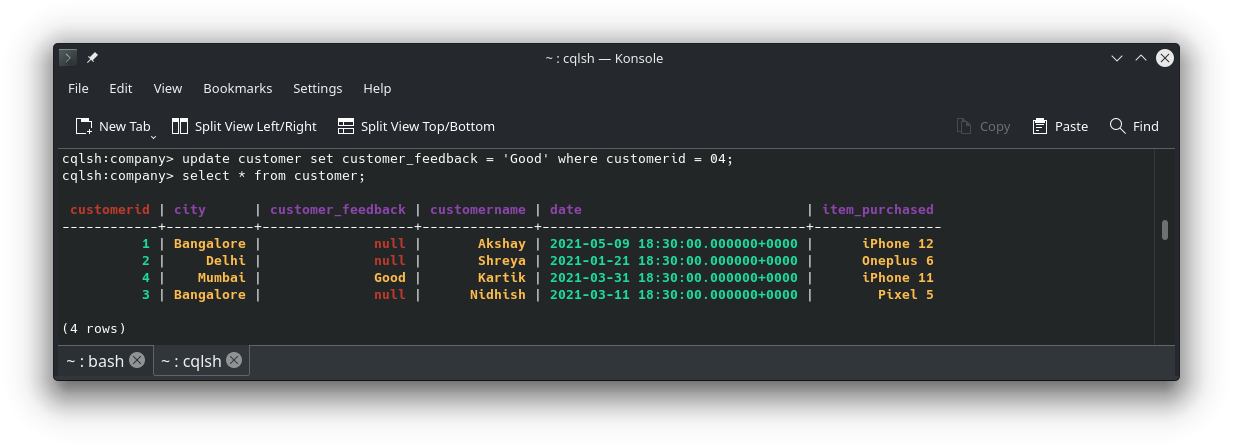 ~ : cqlsh — Konsole
File Edit View Bookmarks Settings Help
New Tab Split View Left/Right Split View Top/Bottom Copy Paste Find
cqlsh:company> update customer set customer_feedback = 'Good' where customerid = 04;
cqlsh:company> select * from customer;
customerid | city | customer_feedback | customername | date | item_purchased
------------+-----------+-------------------+--------------+---------------------------------+----------------
1 | Bangalore | null | Akshay | 2021-05-09 18:30:00.000000+0000 | iPhone 12
2 | Delhi | null | Shreya | 2021-01-21 18:30:00.000000+0000 | Oneplus 6
4 | Mumbai | Good | Kartik | 2021-03-31 18:30:00.000000+0000 | iPhone 11
3 | Bangalore | null | Nidhish | 2021-03-11 18:30:00.000000+0000 | Pixel 5
(4 rows)
~ : bash ~ : cqlsh